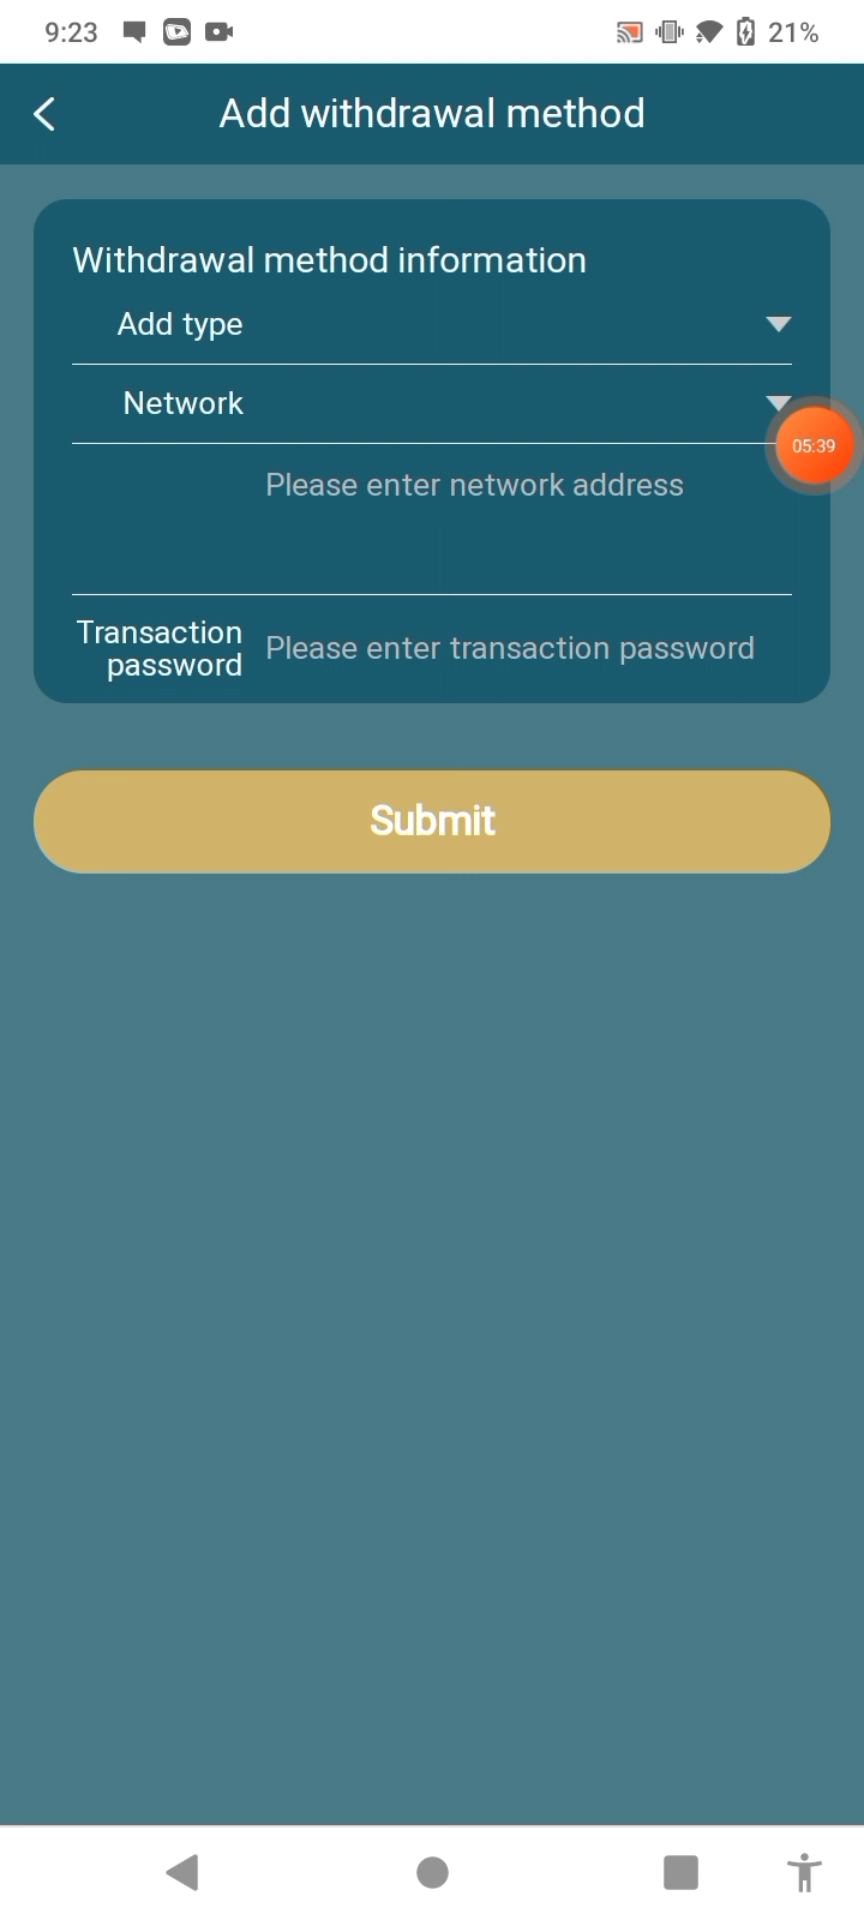 9:23
21%
Add withdrawal method
Withdrawal method information
Add type
Network
05:39
Please enter network address
Transaction password
Please enter transaction password
Submit